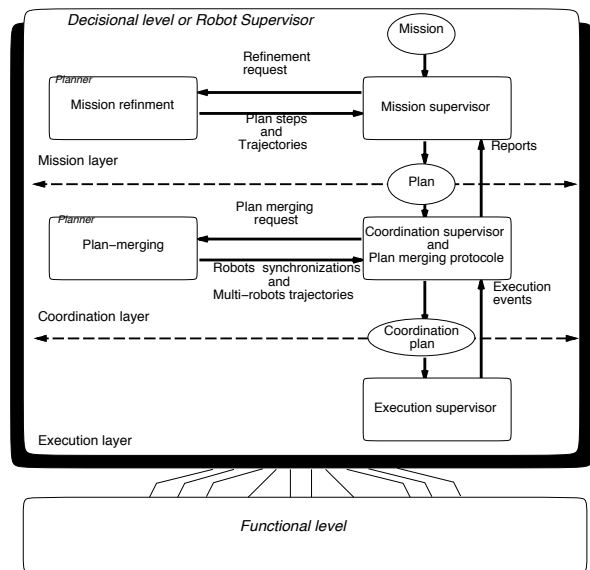 Decisional level or Robot Supervisor
Mission
Refinement
request
Planner
Mission refinment
Mission supervisor
Plan steps
and
Trajectories
Reports
Mission layer
Plan
Plan merging
request
Planner
Plan−merging
Coordination supervisor
and
Plan merging protocole
Robots synchronizations
and
Multi−robots trajectories
Execution
events
Coordination layer
Coordination
plan
Execution supervisor
Execution layer
Functional level